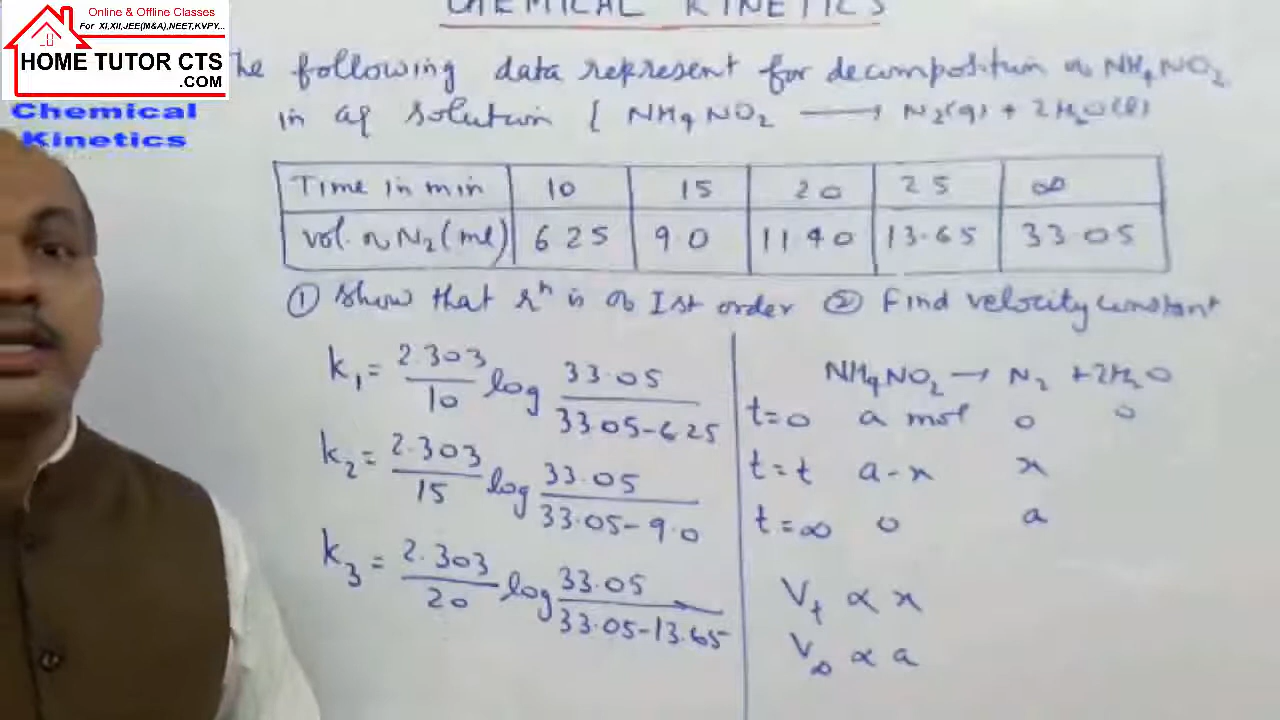 CHEMICAL KINETICS
Online & Offline Classes
For XI,XII,JEE(M&A),NEET,KVPY...
HOME TUTOR CTS
.COM
Chemical
Kinetics
he following data represent for decomposition of NH4NO2
in aq solution { NH4NO2 ⟶ N2(g) + 2H2O(l)
Time in min 10 15 20 25 ∞
vol. of N2(ml) 6.25 9.0 11.40 13.65 33.05
① Show that rxn is of Ist order ② Find velocity constant
k1 = 2.303/10 log 33.05/33.05-6.25
k2 = 2.303/15 log 33.05/33.05-9.0
k3 = 2.303/20 log 33.05/33.05-13.65
NH4NO2 → N2 + 2H2O
t=0 a mol 0 0
t=t a-x x
t=∞ 0 a
Vt ∝ x
V∞ ∝ a